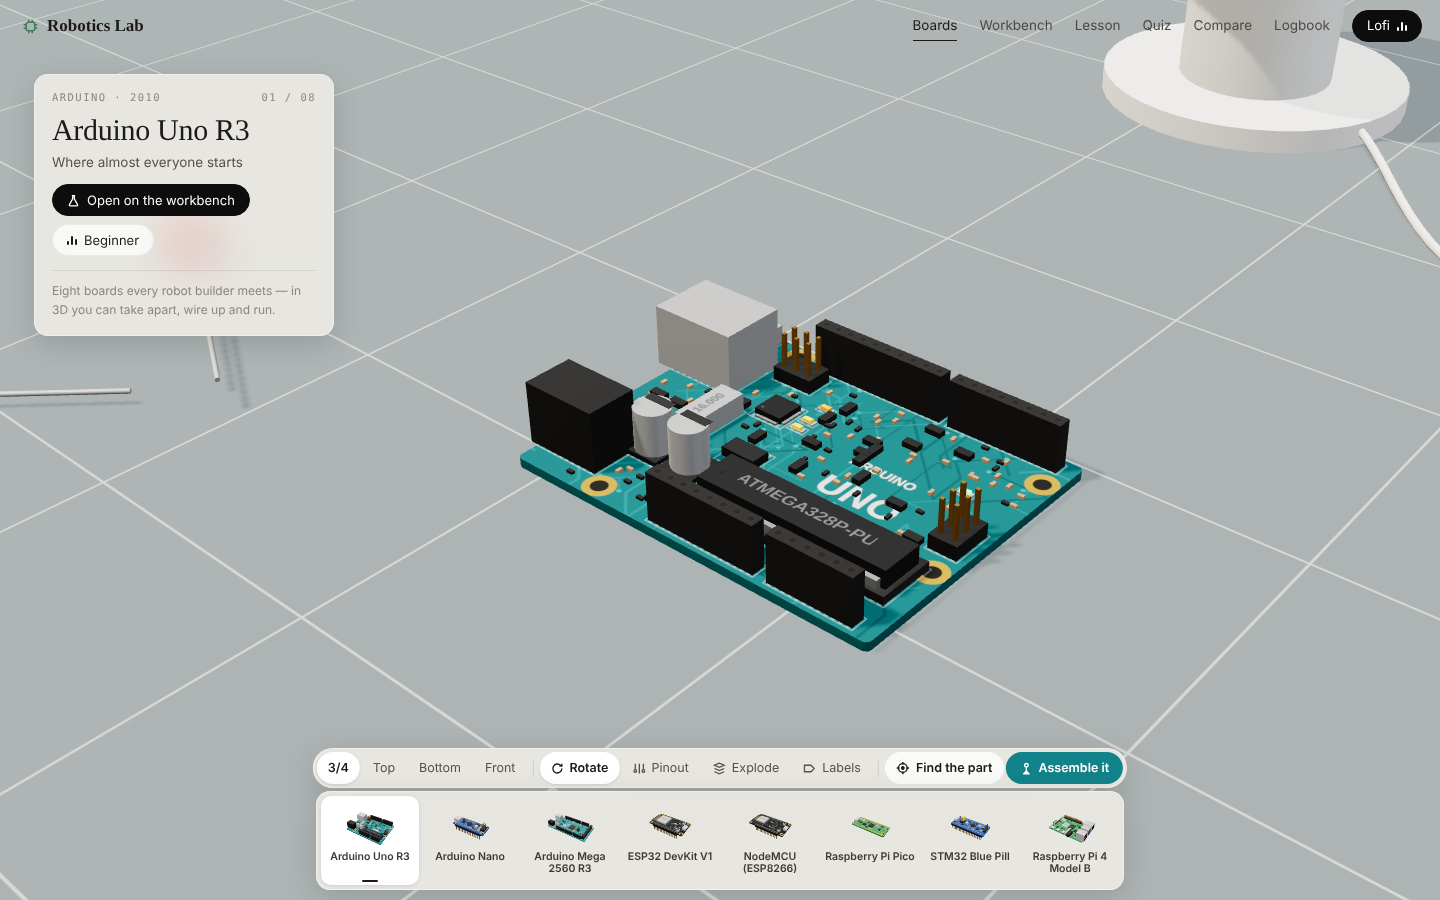 Robotics Lab
Boards
Workbench
Lesson
Quiz
Compare
Logbook
Lofi
ARDUINO · 2010
01 / 08
Arduino Uno R3
Where almost everyone starts
Open on the workbench
Beginner
Eight boards every robot builder meets — in
3D you can take apart, wire up and run.
16.000
UNO
ATMEGA328P-PU
3/4
Top
Bottom
Front
Rotate
Pinout
Explode
Labels
Find the part
Assemble it
Arduino Uno R3
Arduino Nano
Arduino Mega
2560 R3
ESP32 DevKit V1
NodeMCU
(ESP8266)
Raspberry Pi Pico
STM32 Blue Pill
Raspberry Pi 4
Model B